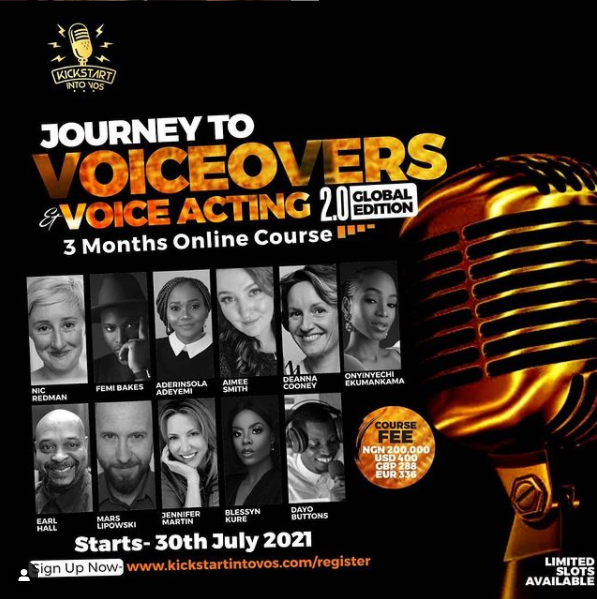 KICKSTART
INTO VOS
JOURNEY TO
VOICEOVERS
& VOICE ACTING 2.0 GLOBAL EDITION
3 Months Online Course
NIC REDMAN
FEMI BAKES
ADERINSOLA ADEYEMI
AIMEE SMITH
DEANNA COONEY
ONYINYECHI EKUMANKAMA
EARL HALL
MARS LIPOWSKI
JENNIFER MARTIN
BLESSYN KURE
DAYO BUTTONS
COURSE
FEE
NGN 200,000
USD 400
GBP 288
EUR 336
Starts- 30th July 2021
Sign Up Now- www.kickstartintovos.com/register
LIMITED
SLOTS
AVAILABLE